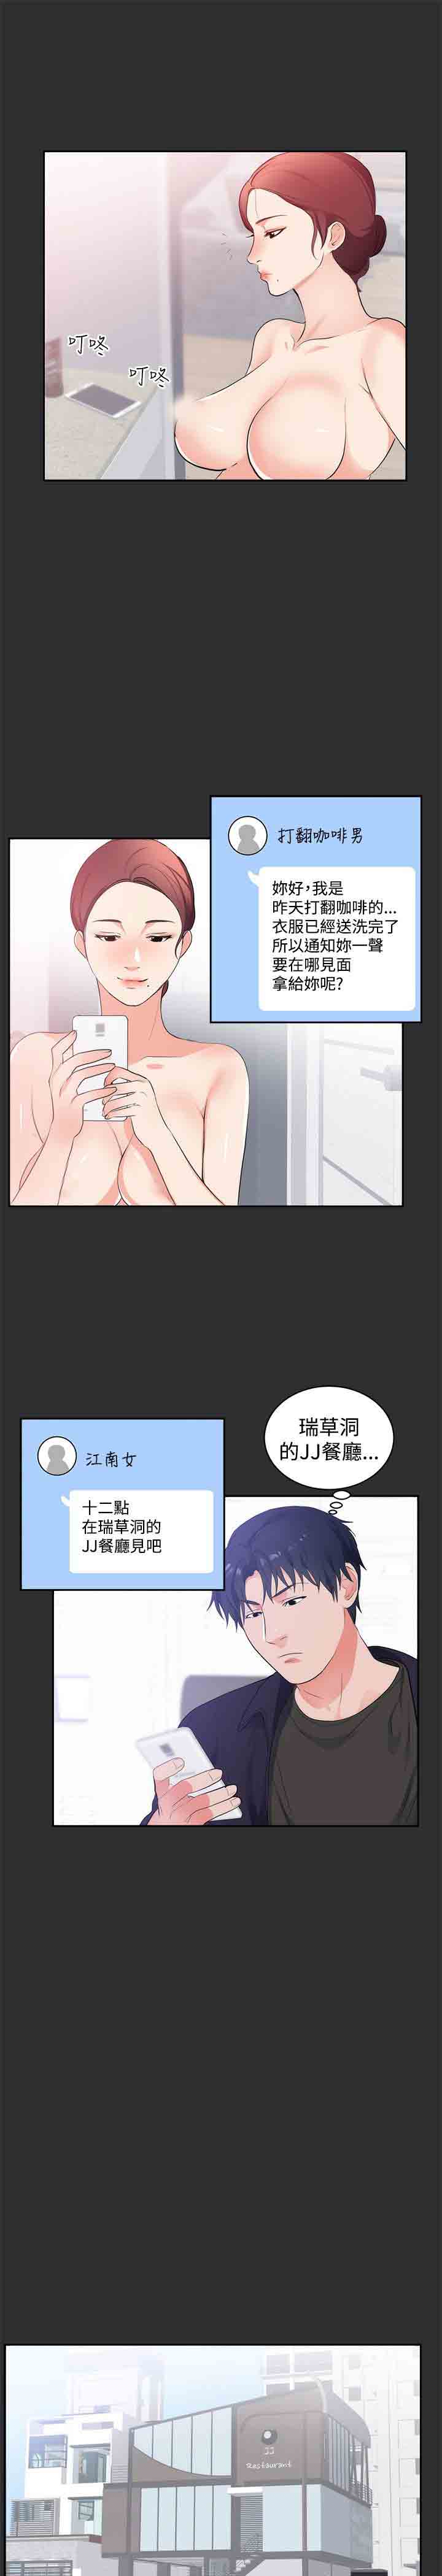 叮咚
叮咚
打翻咖啡男
妳好,我是
昨天打翻咖啡的...
衣服已經送洗完了
所以通知妳一聲
要在哪見面
拿給妳呢?
瑞草洞
的JJ餐廳...
江南女
十二點
在瑞草洞的
JJ餐廳見吧
JJ
Restaurant